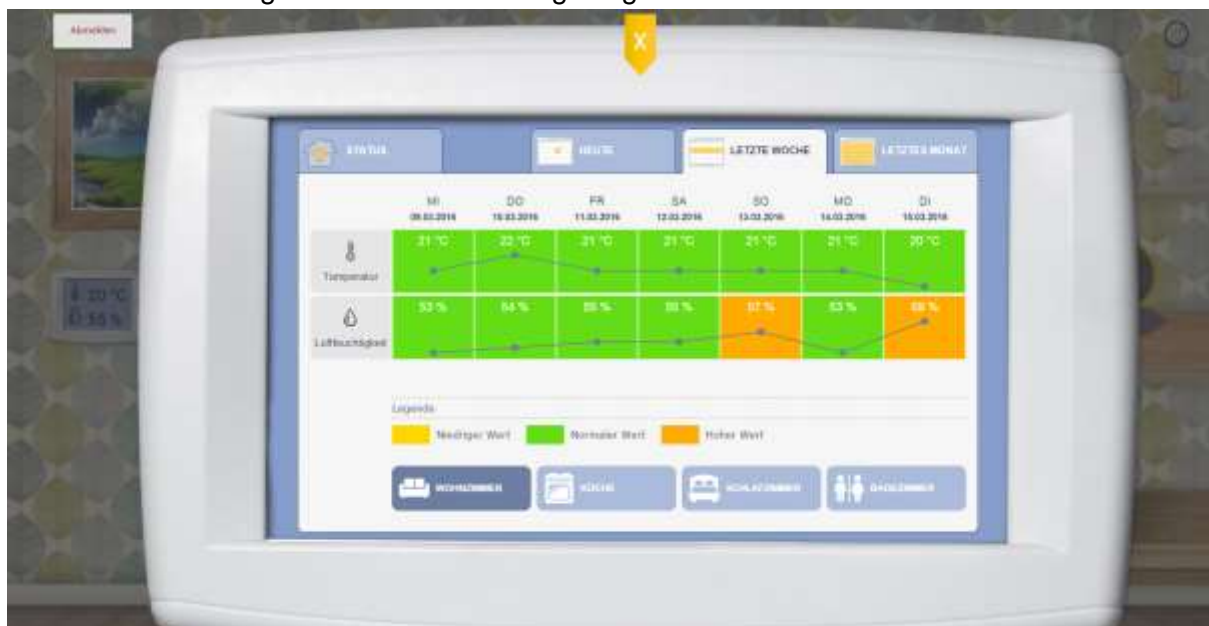 Abmelden
X
STATUS
HEUTE
LETZTE WOCHE
LETZTES MONAT
MI DO FR SA SO MO DI
09.03.2016 10.03.2016 11.03.2016 12.03.2016 13.03.2016 14.03.2016 15.03.2016
21 °C 22 °C 21 °C 21 °C 21 °C 21 °C 20 °C
Temperatur
53 % 54 % 55 % 55 % 57 % 53 %
Luftfeuchtigkeit
20 °C
Legende
Niedriger Wert Normaler Wert Hoher Wert
WOHNZIMMER KÜCHE SCHLAFZIMMER BADEZIMMER